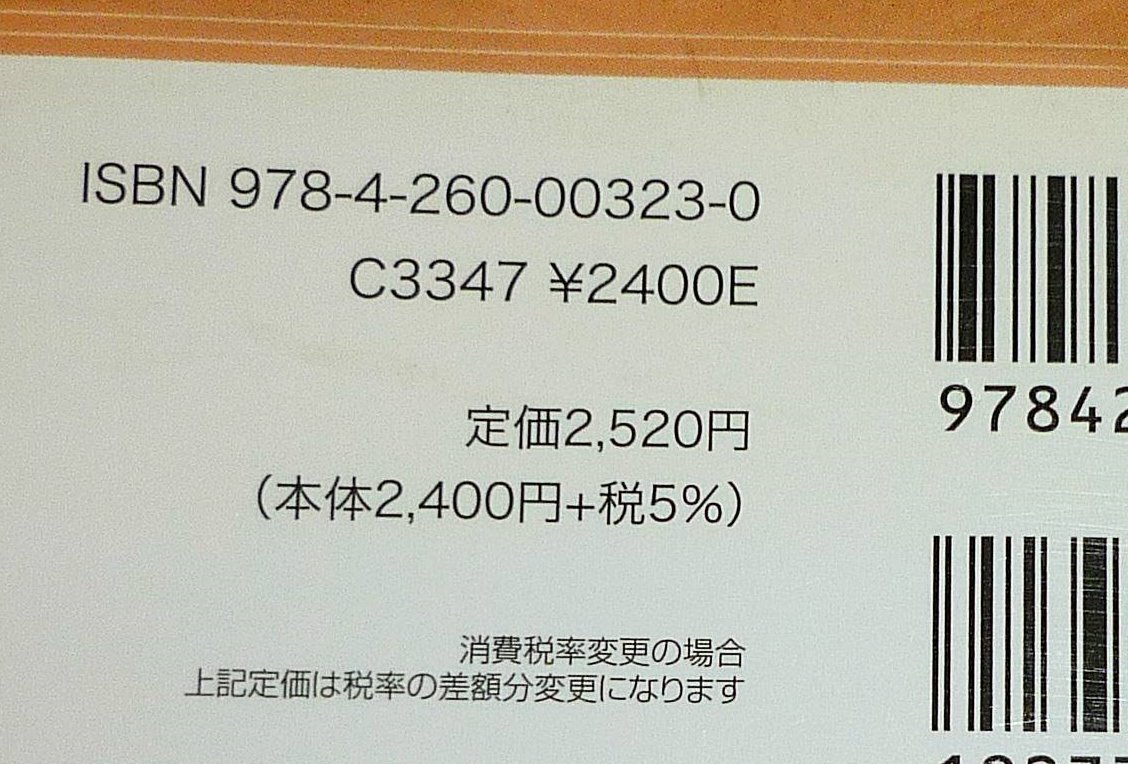 ISBN 978-4-260-00323-0
C3347 ¥2400E
定価2,520円
（本体2,400円+税5%）
消費税率変更の場合
上記定価は税率の差額分変更になります
97842